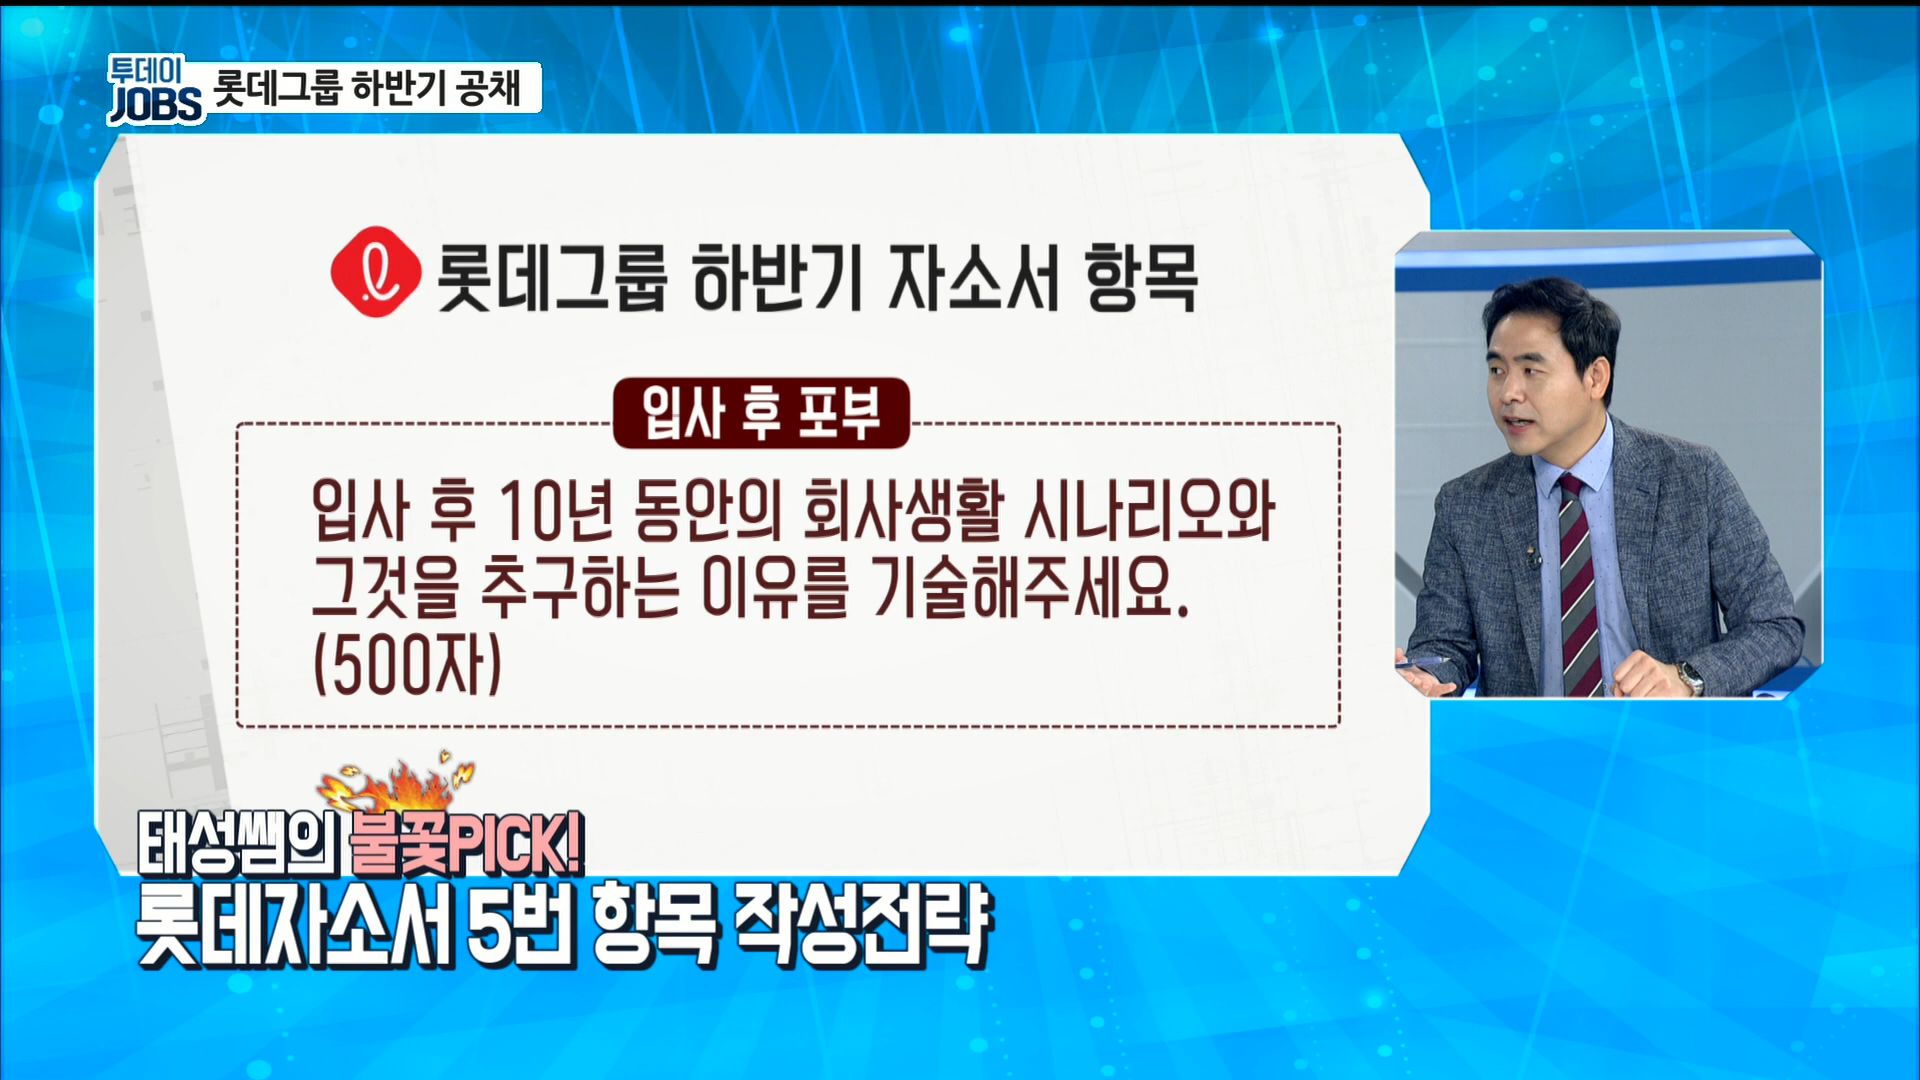 투데이
JOBS
롯데그룹 하반기 공채
롯데그룹 하반기 자소서 항목
입사 후 포부
입사 후 10년 동안의 회사생활 시나리오와
그것을 추구하는 이유를 기술해주세요.
(500자)
태성쌤의 불꽃PICK!
롯데자소서 5번 항목 작성전략